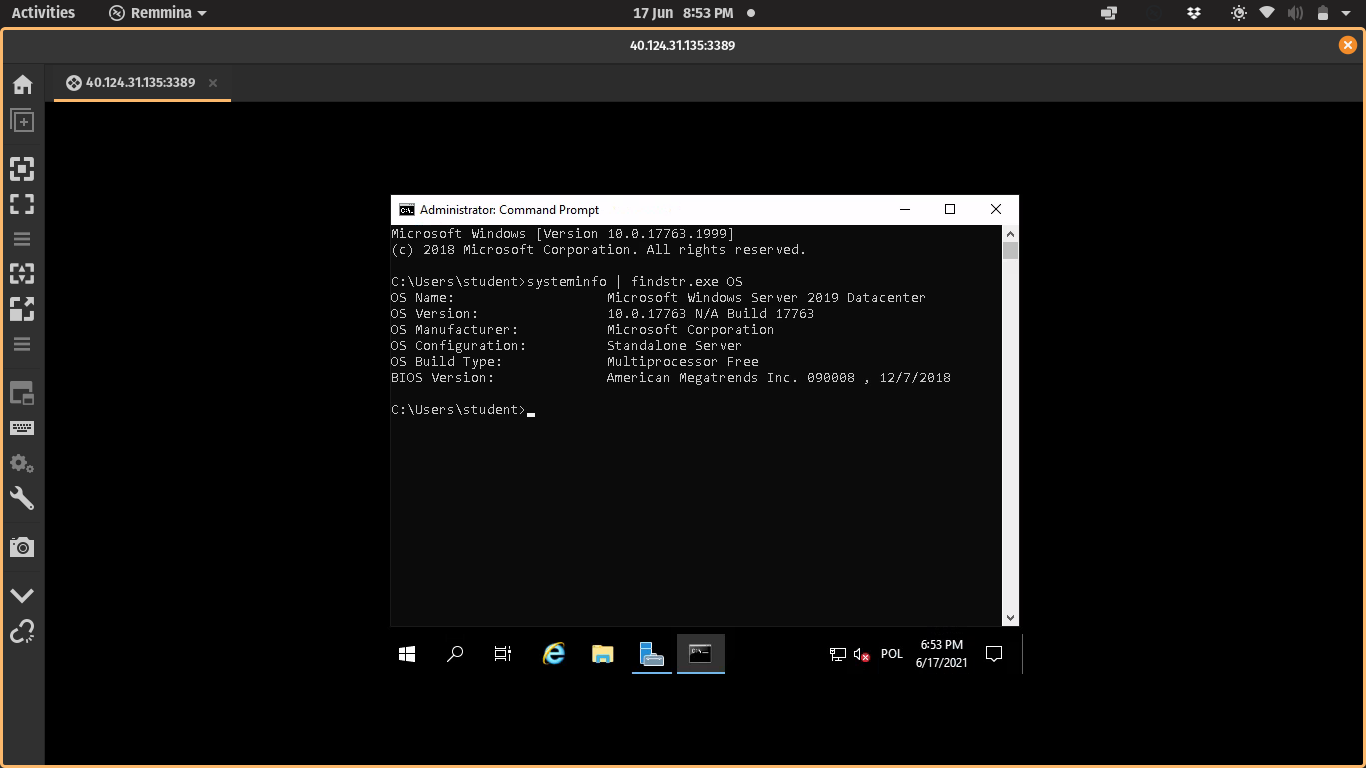 Activities Remmina 17 Jun 8:53 PM
40.124.31.135:3389
40.124.31.135:3389
Administrator: Command Prompt
Microsoft Windows [Version 10.0.17763.1999]
(c) 2018 Microsoft Corporation. All rights reserved.
C:\Users\student>systeminfo | findstr.exe OS
OS Name: Microsoft Windows Server 2019 Datacenter
OS Version: 10.0.17763 N/A Build 17763
OS Manufacturer: Microsoft Corporation
OS Configuration: Standalone Server
OS Build Type: Multiprocessor Free
BIOS Version: American Megatrends Inc. 090008 , 12/7/2018
C:\Users\student>
POL 6:53 PM
6/17/2021